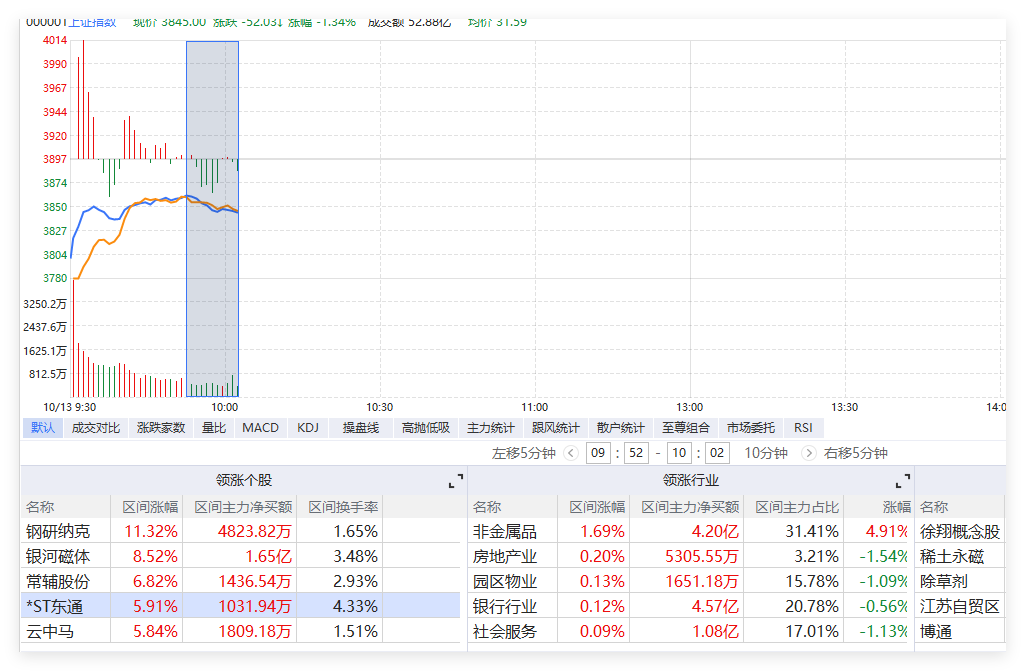 000001上证指数 现价 3845.00 涨跌 -52.03↓ 涨幅 -1.34% 成交额 52.88亿 均价 31.59
4014
3990
3967
3944
3920
3897
3874
3850
3827
3804
3780
3250.2万
2437.6万
1625.1万
812.5万
10/13 9:30 10:00 10:30 11:00 13:00 13:30 14:0
默认 成交对比 涨跌家数 量比 MACD KDJ 操盘线 高抛低吸 主力统计 跟风统计 散户统计 至尊组合 市场委托 RSI
左移5分钟 < 09 : 52 - 10 : 02 10分钟 > 右移5分钟
领涨个股 领涨行业
名称 区间涨幅 区间主力净买额 区间换手率 名称 区间涨幅 区间主力净买额 区间主力占比 涨幅 名称
钢研纳克 11.32% 4823.82万 1.65% 非金属品 1.69% 4.20亿 31.41% 4.91% 徐翔概念股
银河磁体 8.52% 1.65亿 3.48% 房地产业 0.20% 5305.55万 3.21% -1.54% 稀土永磁
常辅股份 6.82% 1436.54万 2.93% 园区物业 0.13% 1651.18万 15.78% -1.09% 除草剂
*ST东通 5.91% 1031.94万 4.33% 银行行业 0.12% 4.57亿 20.78% -0.56% 江苏自贸区
云中马 5.84% 1809.18万 1.51% 社会服务 0.09% 1.08亿 17.01% -1.13% 博通